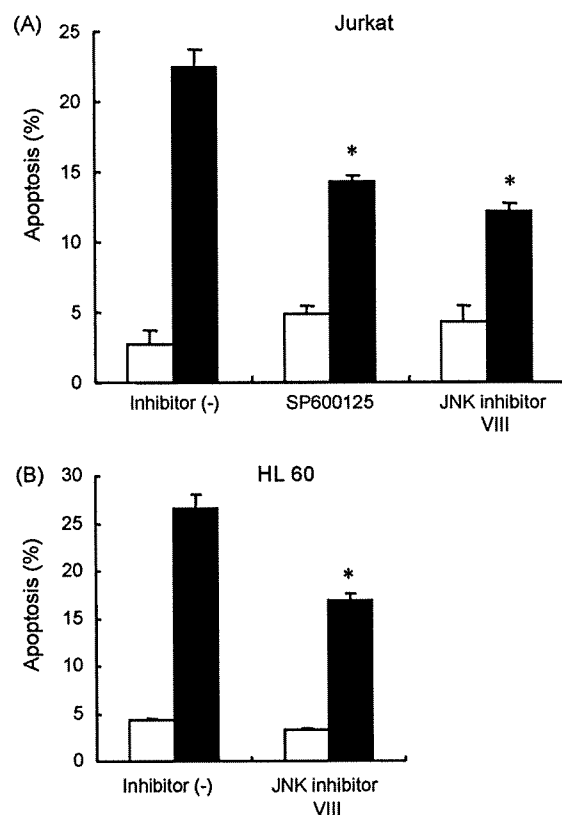 (A)
Jurkat
Apoptosis (%)
25
20
15
10
5
0
*
*
Inhibitor (-)
SP600125
JNK inhibitor
VIII
(B)
HL 60
Apoptosis (%)
30
25
20
15
10
5
0
*
Inhibitor (-)
JNK inhibitor
VIII